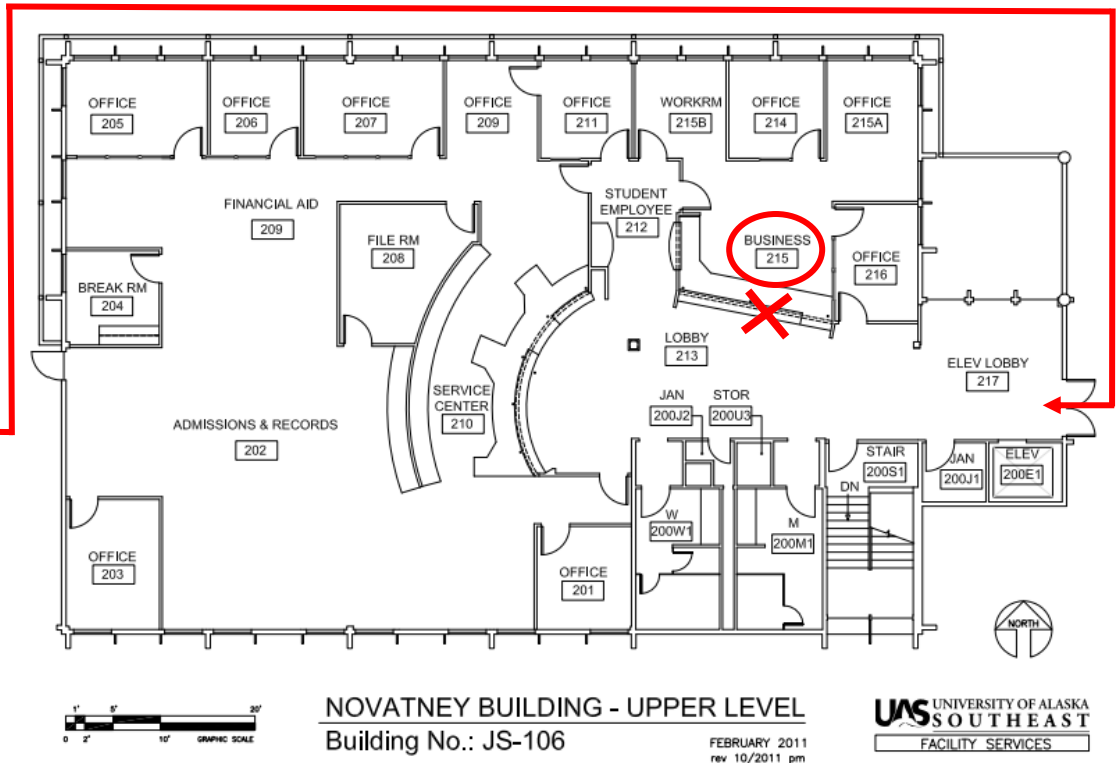 OFFICE
205
OFFICE
206
OFFICE
207
OFFICE
209
OFFICE
211
WORKRM
215B
OFFICE
214
OFFICE
215A
FINANCIAL AID
209
STUDENT
EMPLOYEE
212
FILE RM
208
BUSINESS
215
OFFICE
216
BREAK RM
204
LOBBY
213
ELEV LOBBY
217
SERVICE
CENTER
210
JAN
200J2
STOR
200U3
ADMISSIONS & RECORDS
202
STAIR
200S1
JAN
200J1
ELEV
200E1
DN
W
200W1
M
200M1
OFFICE
203
OFFICE
201
NORTH
1' 5' 20'
0 2' 10' GRAPHIC SCALE
NOVATNEY BUILDING - UPPER LEVEL
Building No.: JS-106
FEBRUARY 2011
rev 10/2011 pm
UAS UNIVERSITY OF ALASKA
SOUTHEAST
FACILITY SERVICES